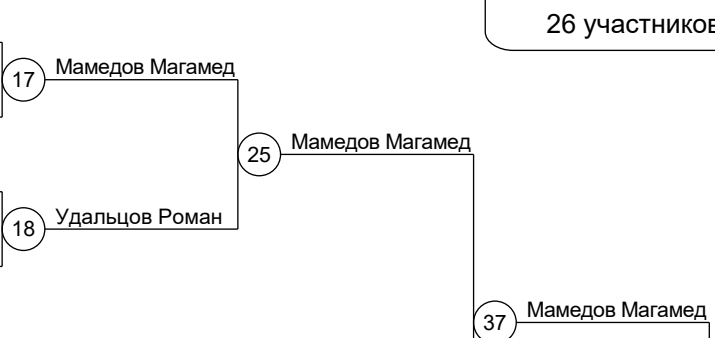 26 участников
17 Мамедов Магамед
25 Мамедов Магамед
18 Удальцов Роман
37 Мамедов Магамед